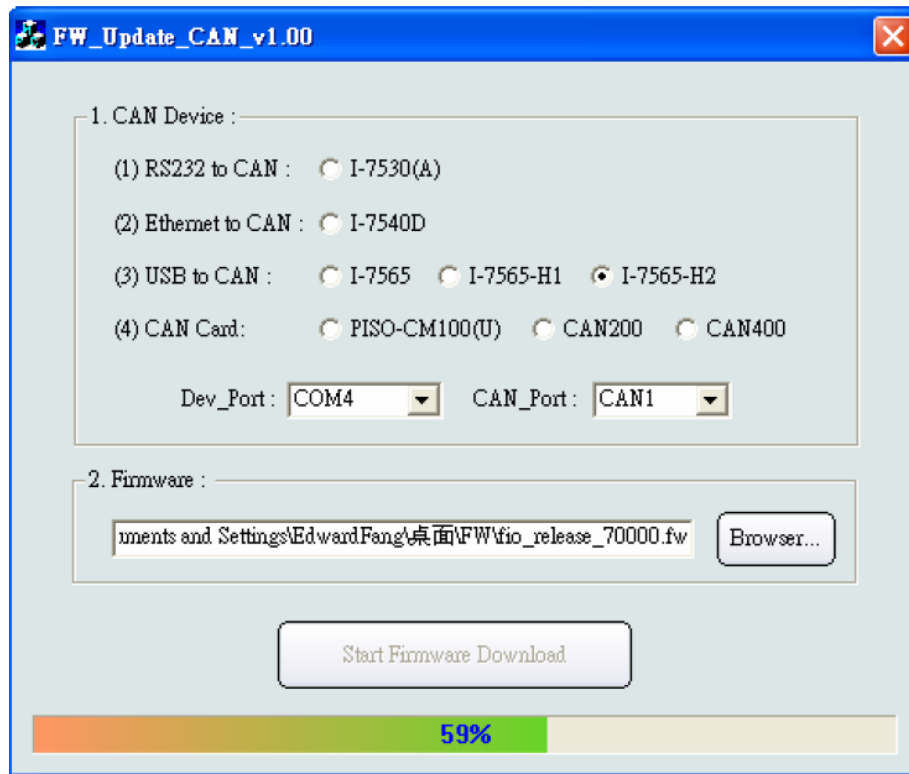 FW_Update_CAN_v1.00
1. CAN Device :
(1) RS232 to CAN : I-7530(A)
(2) Ethernet to CAN : I-7540D
(3) USB to CAN : I-7565 I-7565-H1 I-7565-H2
(4) CAN Card: PISO-CM100(U) CAN200 CAN400
Dev_Port : COM4 CAN_Port : CAN1
2. Firmware :
uments and Settings\EdwardFang\桌面\FW\fio_release_70000.fw Browser...
Start Firmware Download
59%